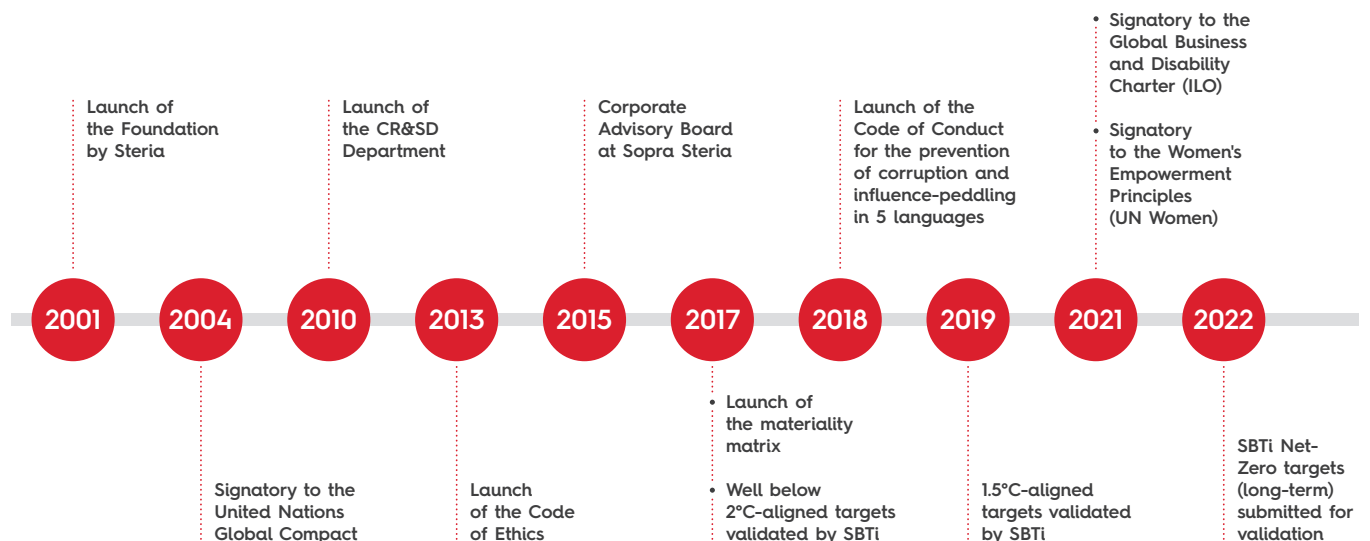 Signatory to the
Global Business
and Disability
Charter (ILO)
Signatory
to the Women's
Empowerment
Principles
(UN Women)
Launch of
the Foundation
by Steria
Launch of
the CR&SD
Department
Corporate
Advisory Board
at Sopra Steria
Launch of the
Code of Conduct
for the prevention
of corruption and
influence-peddling
in 5 languages
2001
2004
2010
2013
2015
2017
2018
2019
2021
2022
Signatory to the
United Nations
Global Compact
Launch
of the Code
of Ethics
Launch of
the materiality
matrix
Well below
2°C-aligned targets
validated by SBTi
1.5°C-aligned
targets validated
by SBTi
SBTi Net-
Zero targets
(long-term)
submitted for
validation